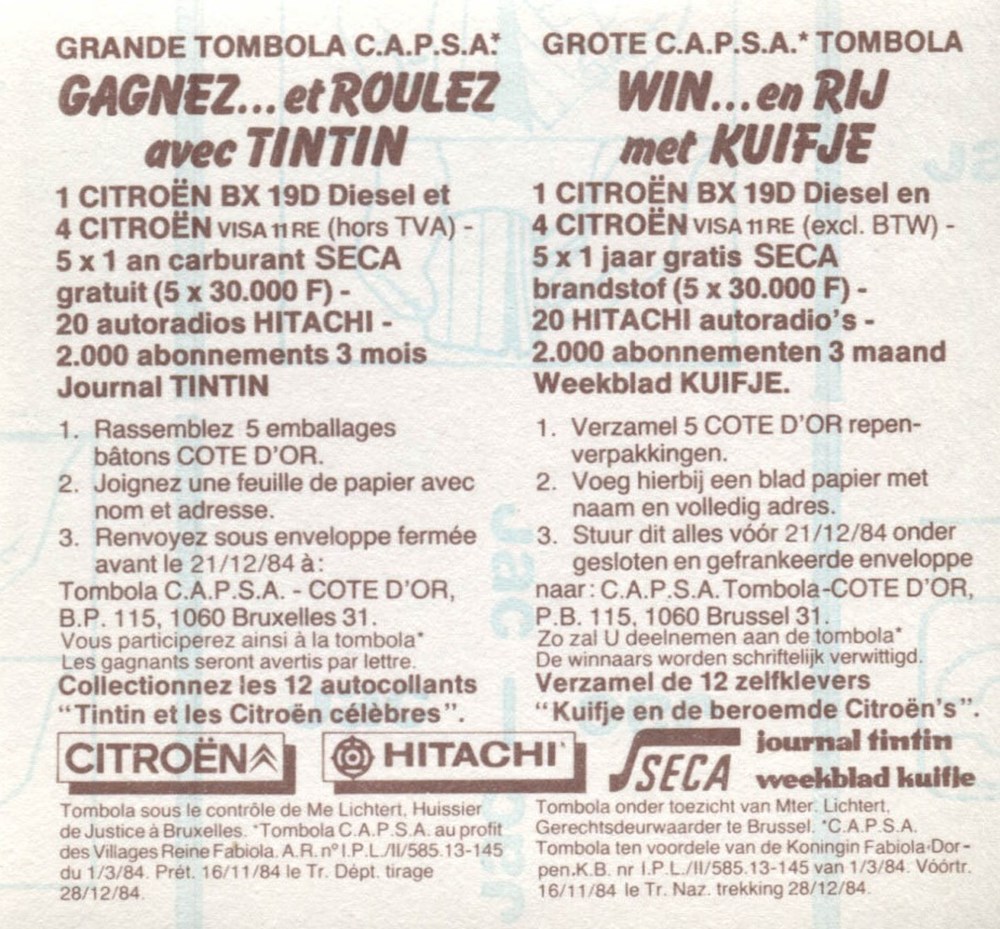 GRANDE TOMBOLA C.A.P.S.A.*
GAGNEZ...et ROULEZ
avec TINTIN
1 CITROËN BX 19D Diesel et
4 CITROËN VISA 11 RE (hors TVA) -
5 x 1 an carburant SECA
gratuit (5 x 30.000 F) -
20 autoradios HITACHI -
2.000 abonnements 3 mois
Journal TINTIN
1. Rassemblez 5 emballages
bâtons COTE D'OR.
2. Joignez une feuille de papier avec
nom et adresse.
3. Renvoyez sous enveloppe fermée
avant le 21/12/84 à:
Tombola C.A.P.S.A. - COTE D'OR,
B.P. 115, 1060 Bruxelles 31.
Vous participerez ainsi à la tombola*
Les gagnants seront avertis par lettre.
Collectionnez les 12 autocollants
"Tintin et les Citroën célèbres".
GROTE C.A.P.S.A.* TOMBOLA
WIN...en RIJ
met KUIFJE
1 CITROËN BX 19D Diesel en
4 CITROËN VISA 11 RE (excl. BTW) -
5 x 1 jaar gratis SECA
brandstof (5 x 30.000 F) -
20 HITACHI autoradio's -
2.000 abonnementen 3 maand
Weekblad KUIFJE.
1. Verzamel 5 COTE D'OR repen-
verpakkingen.
2. Voeg hierbij een blad papier met
naam en volledig adres.
3. Stuur dit alles vóór 21/12/84 onder
gesloten en gefrankeerde enveloppe
naar: C.A.P.S.A. Tombola-COTE D'OR,
P.B. 115, 1060 Brussel 31.
Zo zal U deelnemen aan de tombola*
De winnaars worden schriftelijk verwittigd.
Verzamel de 12 zelfklevers
"Kuifje en de beroemde Citroën's".
CITROËN
HITACHI
SECA
journal tintin
weekblad kuifje
Tombola sous le contrôle de Me Lichtert, Huissier
de Justice à Bruxelles. *Tombola C.A.P.S.A. au profit
des Villages Reine Fabiola. A.R. n° I.P.L./II/585.13-145
du 1/3/84. Prét. 16/11/84 le Tr. Dépt. tirage
28/12/84.
Tombola onder toezicht van Mter. Lichtert,
Gerechtsdeurwaarder te Brussel. *C.A.P.S.A.
Tombola ten voordele van de Koningin Fabiola-Dor-
pen.K.B. nr I.P.L./II/585.13-145 van 1/3/84. Vóórtr.
16/11/84 le Tr. Naz. trekking 28/12/84.